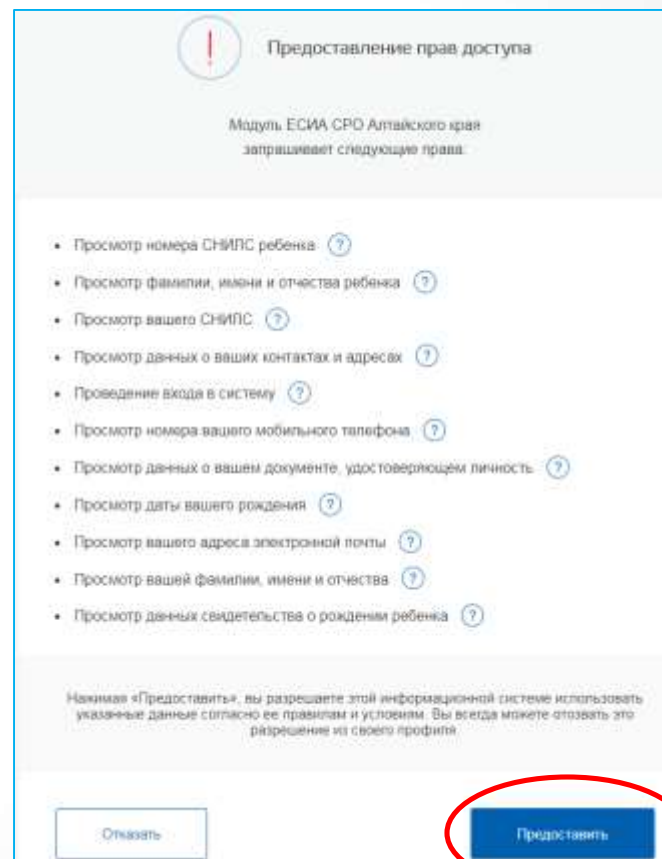 Предоставление прав доступа
Модуль ЕСИА СРО Алтайского края
запрашивает следующие права:
• Просмотр номера СНИЛС ребенка ?
• Просмотр фамилии, имени и отчества ребенка ?
• Просмотр вашего СНИЛС ?
• Просмотр данных о ваших контактах и адресах ?
• Проведение входа в систему ?
• Просмотр номера вашего мобильного телефона ?
• Просмотр данных о вашем документе, удостоверяющем личность ?
• Просмотр даты вашего рождения ?
• Просмотр вашего адреса электронной почты ?
• Просмотр вашей фамилии, имени и отчества ?
• Просмотр данных свидетельства о рождении ребенка ?
Нажимая «Предоставить», вы разрешаете этой информационной системе использовать
указанные данные согласно ее правилам и условиям. Вы всегда можете отозвать это
разрешение из своего профиля.
Отказать
Предоставить